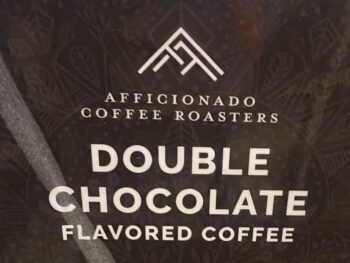 AFFICIONADO
COFFEE ROASTERS
DOUBLE
CHOCOLATE
FLAVORED COFFEE